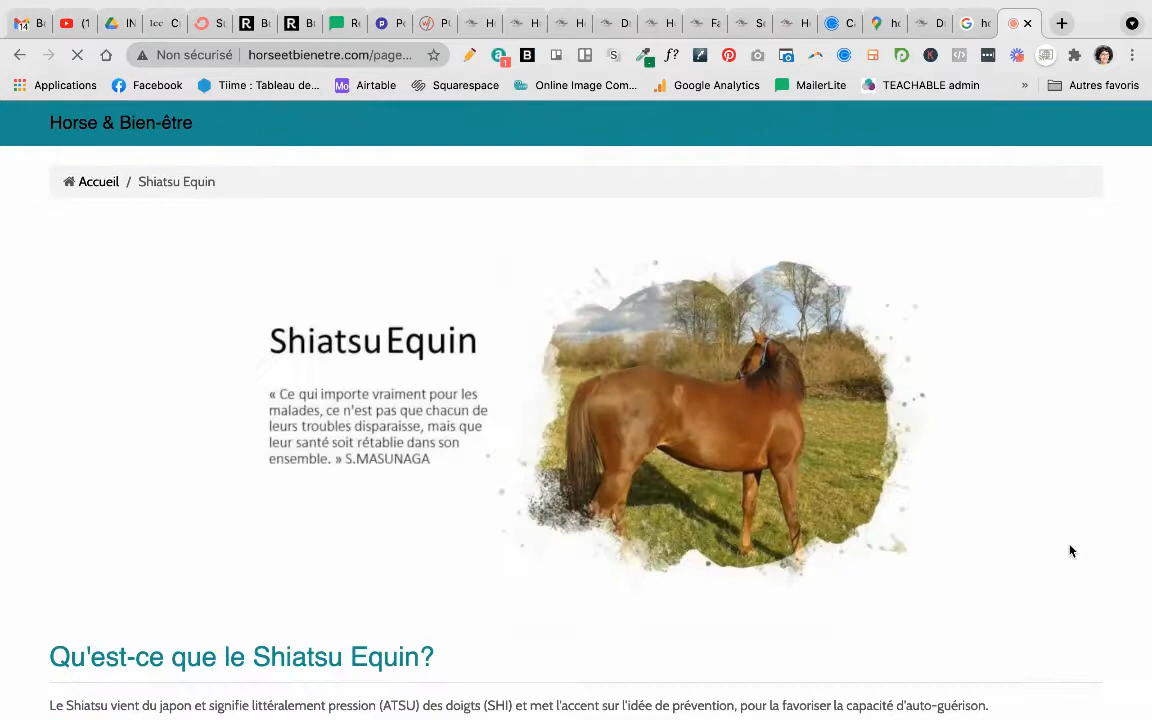 Non sécurisé horseetbienetre.com/page...
Applications Facebook Tiime : Tableau de... Airtable Squarespace Online Image Com... Google Analytics MailerLite TEACHABLE admin » Autres favoris
Horse & Bien-être
Accueil / Shiatsu Equin
Shiatsu Equin
« Ce qui importe vraiment pour les
malades, ce n'est pas que chacun de
leurs troubles disparaisse, mais que
leur santé soit rétablie dans son
ensemble. » S.MASUNAGA
Qu'est-ce que le Shiatsu Equin?
Le Shiatsu vient du japon et signifie littéralement pression (ATSU) des doigts (SHI) et met l'accent sur l'idée de prévention, pour la favoriser la capacité d'auto-guérison.